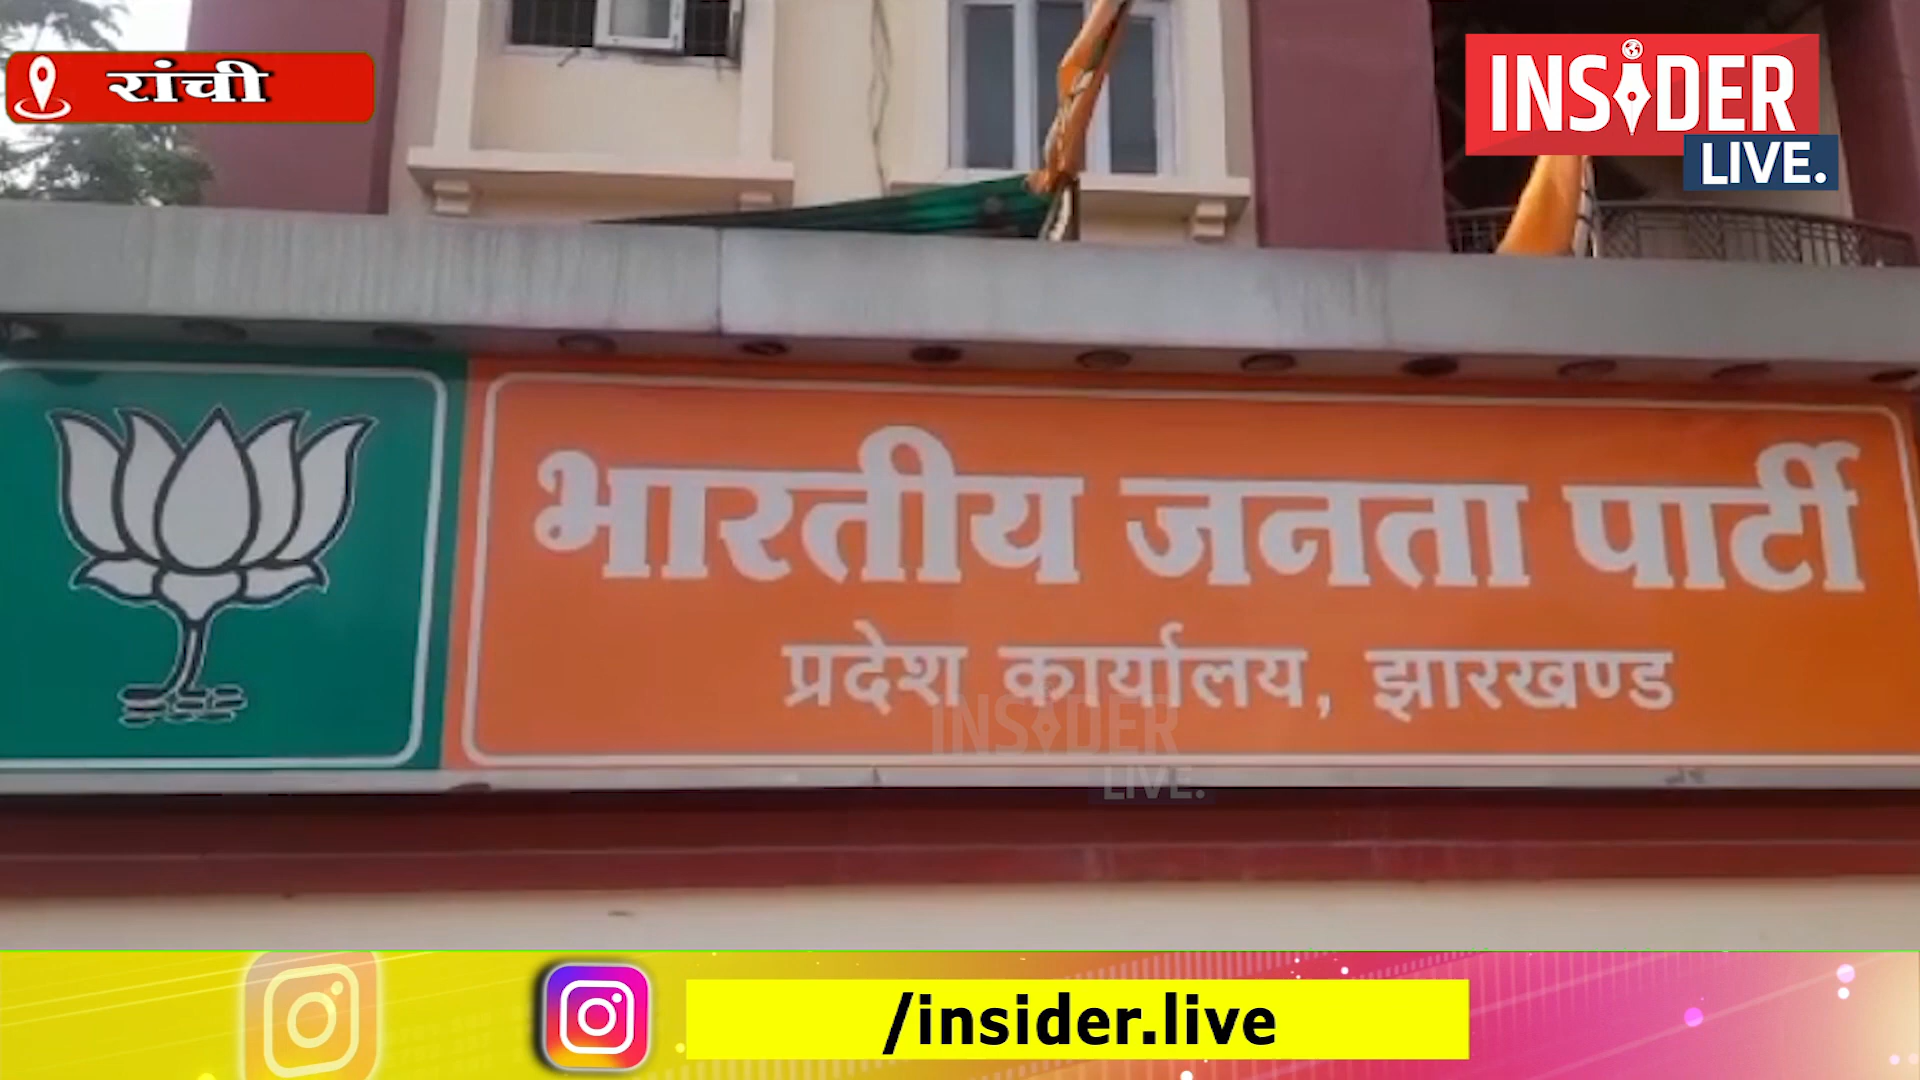 रांची
INSiDER
LIVE.
भारतीय जनता पार्टी
प्रदेश कार्यालय, झारखण्ड
INSiDER
LIVE.
/insider.live